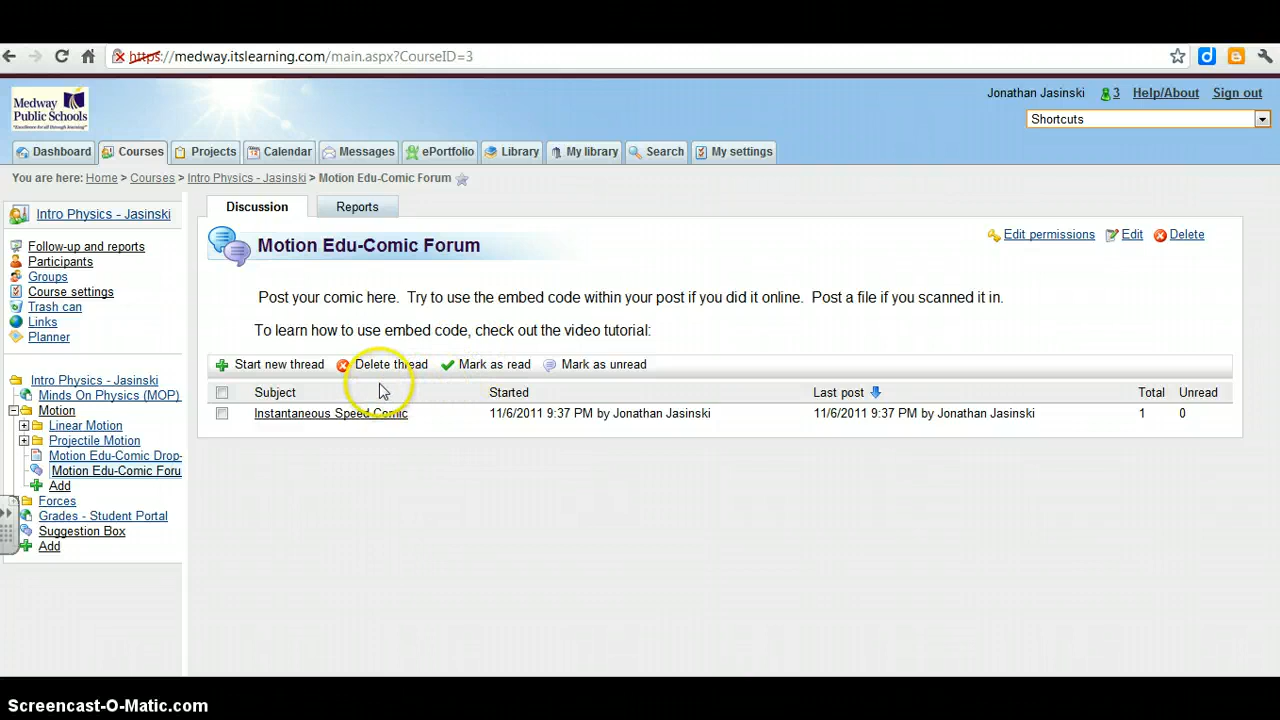 https://medway.itslearning.com/main.aspx?CourseID=3
Medway
Public Schools
Jonathan Jasinski 3 Help/About Sign out
Shortcuts
Dashboard Courses Projects Calendar Messages ePortfolio Library My library Search My settings
You are here: Home > Courses > Intro Physics - Jasinski > Motion Edu-Comic Forum
Intro Physics - Jasinski
Follow-up and reports
Participants
Groups
Course settings
Trash can
Links
Planner
Intro Physics - Jasinski
Minds On Physics (MOP)
Motion
Linear Motion
Projectile Motion
Motion Edu-Comic Drop-
Motion Edu-Comic Foru
Add
Forces
Grades - Student Portal
Suggestion Box
Add
Discussion Reports
Motion Edu-Comic Forum
Edit permissions Edit Delete
Post your comic here. Try to use the embed code within your post if you did it online. Post a file if you scanned it in.
To learn how to use embed code, check out the video tutorial:
Start new thread Delete thread Mark as read Mark as unread
Subject Started Last post Total Unread
Instantaneous Speed Comic 11/6/2011 9:37 PM by Jonathan Jasinski 11/6/2011 9:37 PM by Jonathan Jasinski 1 0
Screencast-O-Matic.com